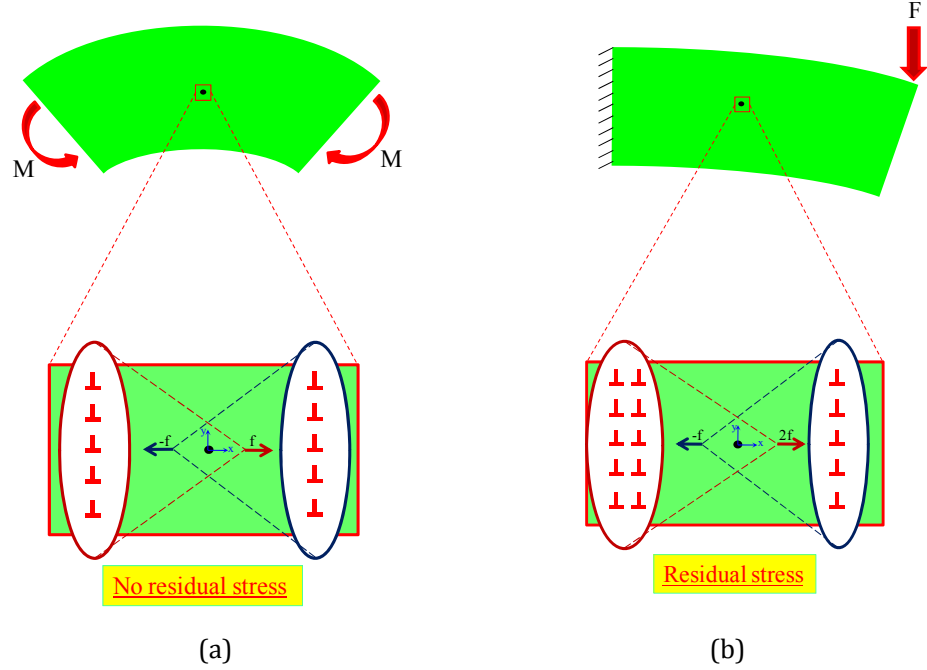 F
M
M
-f
f
y
x
-f
2f
y
x
No residual stress
Residual stress
(a)
(b)